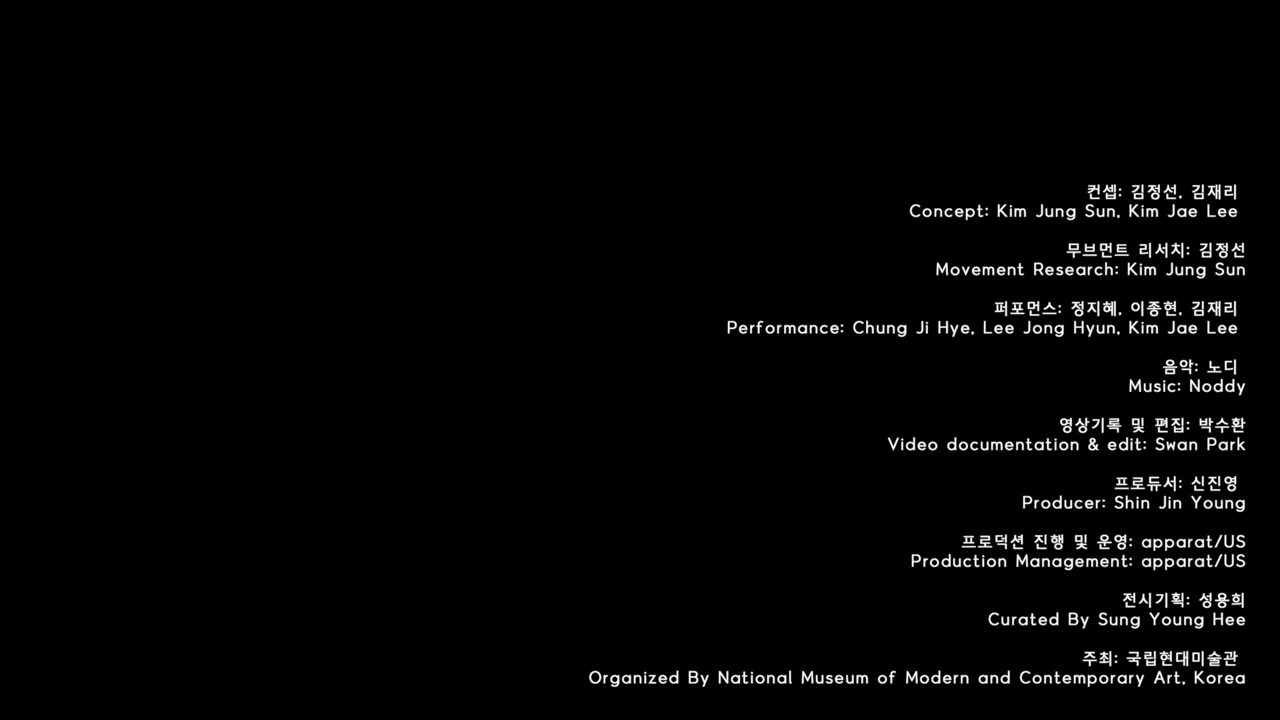 컨셉: 김정선, 김재리
Concept: Kim Jung Sun, Kim Jae Lee
무브먼트 리서치: 김정선
Movement Research: Kim Jung Sun
퍼포먼스: 정지혜, 이종현, 김재리
Performance: Chung Ji Hye, Lee Jong Hyun, Kim Jae Lee
음악: 노디
Music: Noddy
영상기록 및 편집: 박수환
Video documentation & edit: Swan Park
프로듀서: 신진영
Producer: Shin Jin Young
프로덕션 진행 및 운영: apparat/US
Production Management: apparat/US
전시기획: 성용희
Curated By Sung Young Hee
주최: 국립현대미술관
Organized By National Museum of Modern and Contemporary Art, Korea